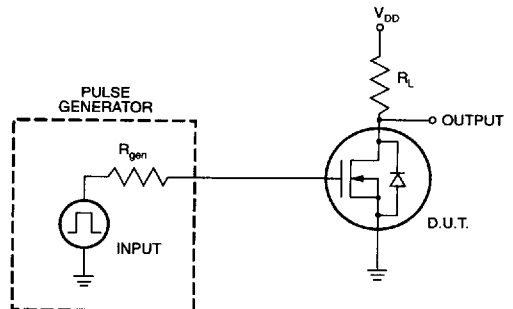 V_DD
R_L
PULSE
GENERATOR
OUTPUT
R_gen
D.U.T.
INPUT